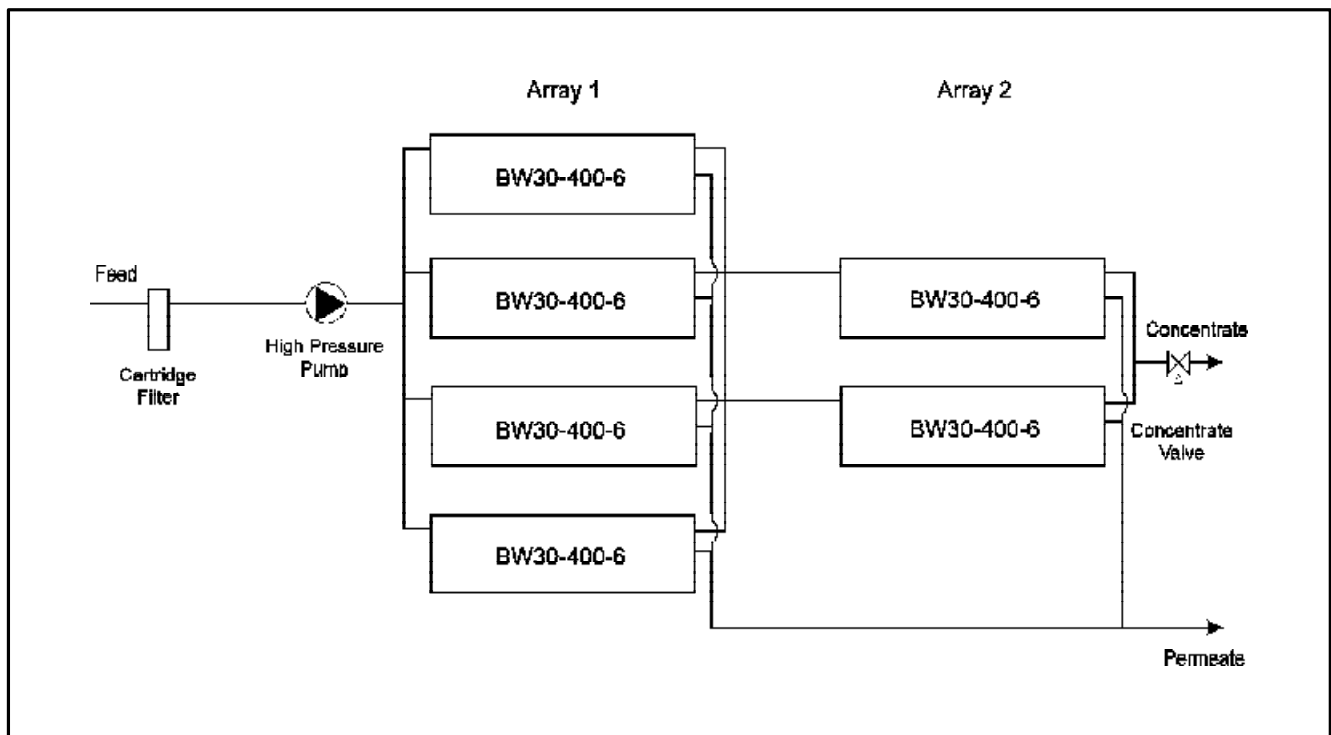 Array 1
Array 2
BW30-400-6
BW30-400-6
BW30-400-6
BW30-400-6
BW30-400-6
BW30-400-6
Feed
Cartridge
Filter
High Pressure
Pump
Concentrate
Concentrate
Valve
Permeate